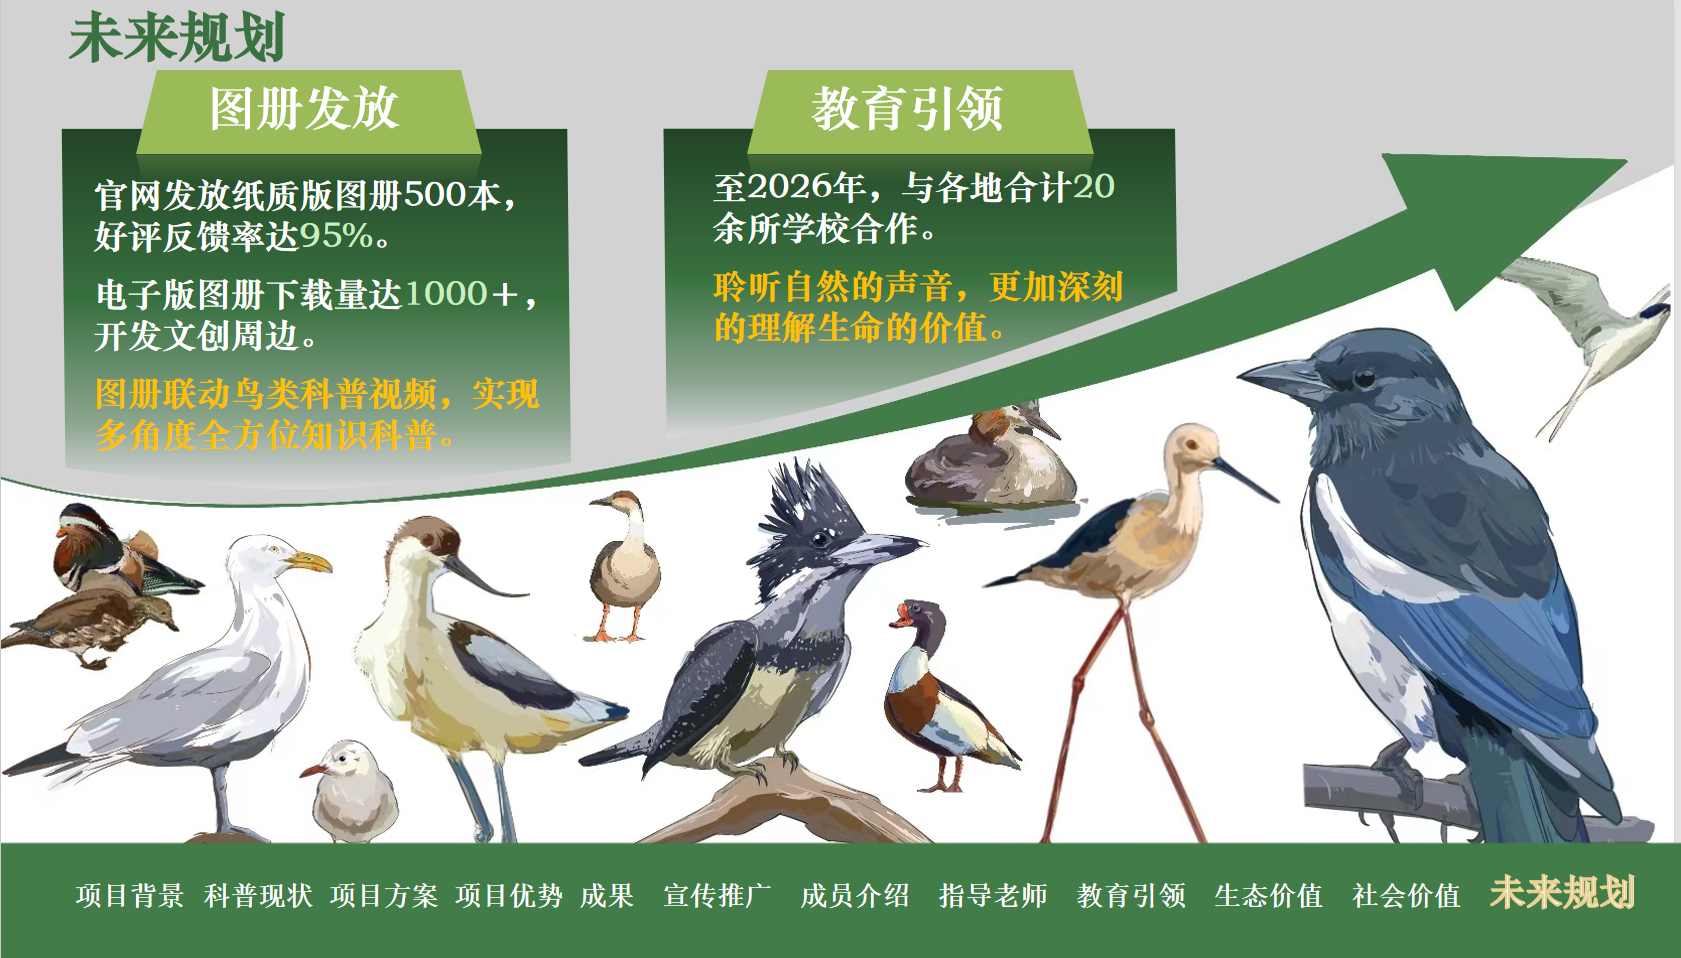 未来规划
图册发放
官网发放纸质版图册500本，
好评反馈率达95%。
电子版图册下载量达1000＋，
开发文创周边。
图册联动鸟类科普视频，实现
多角度全方位知识科普。
教育引领
至2026年，与各地合计20
余所学校合作。
聆听自然的声音，更加深刻
的理解生命的价值。
项目背景 科普现状 项目方案 项目优势 成果 宣传推广 成员介绍 指导老师 教育引领 生态价值 社会价值 未来规划